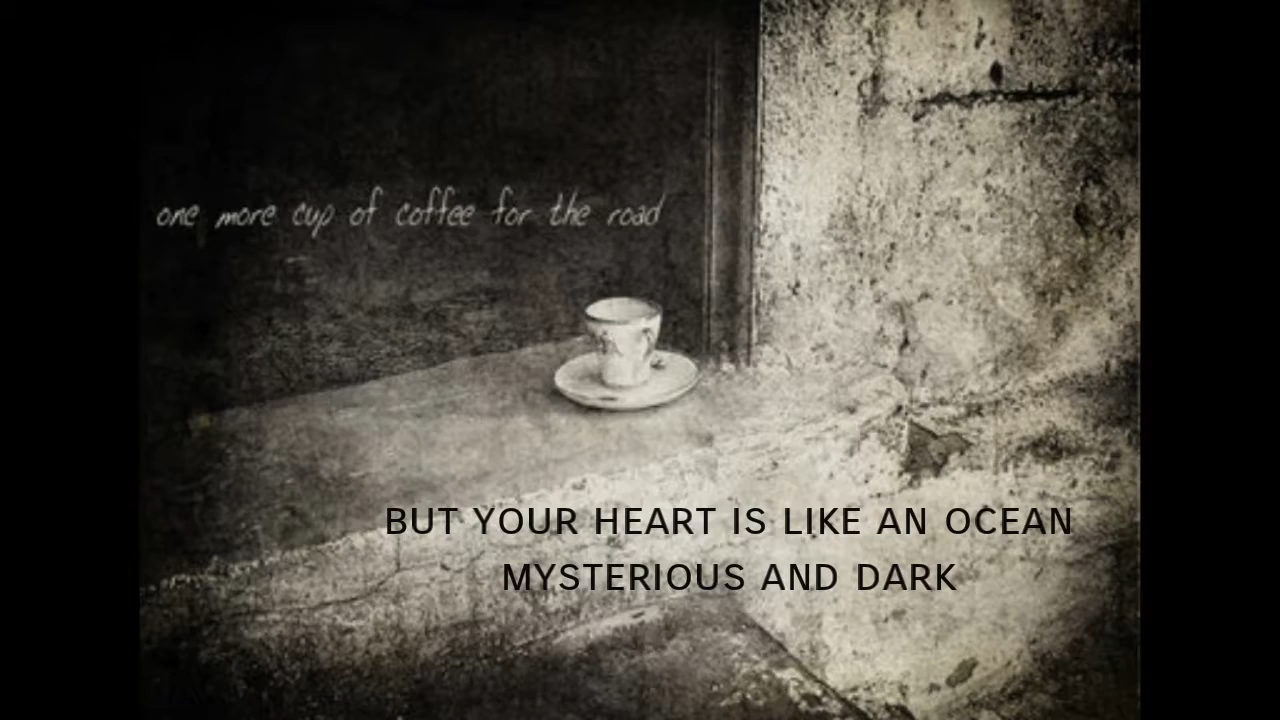 one more cup of coffee for the road
BUT YOUR HEART IS LIKE AN OCEAN
MYSTERIOUS AND DARK